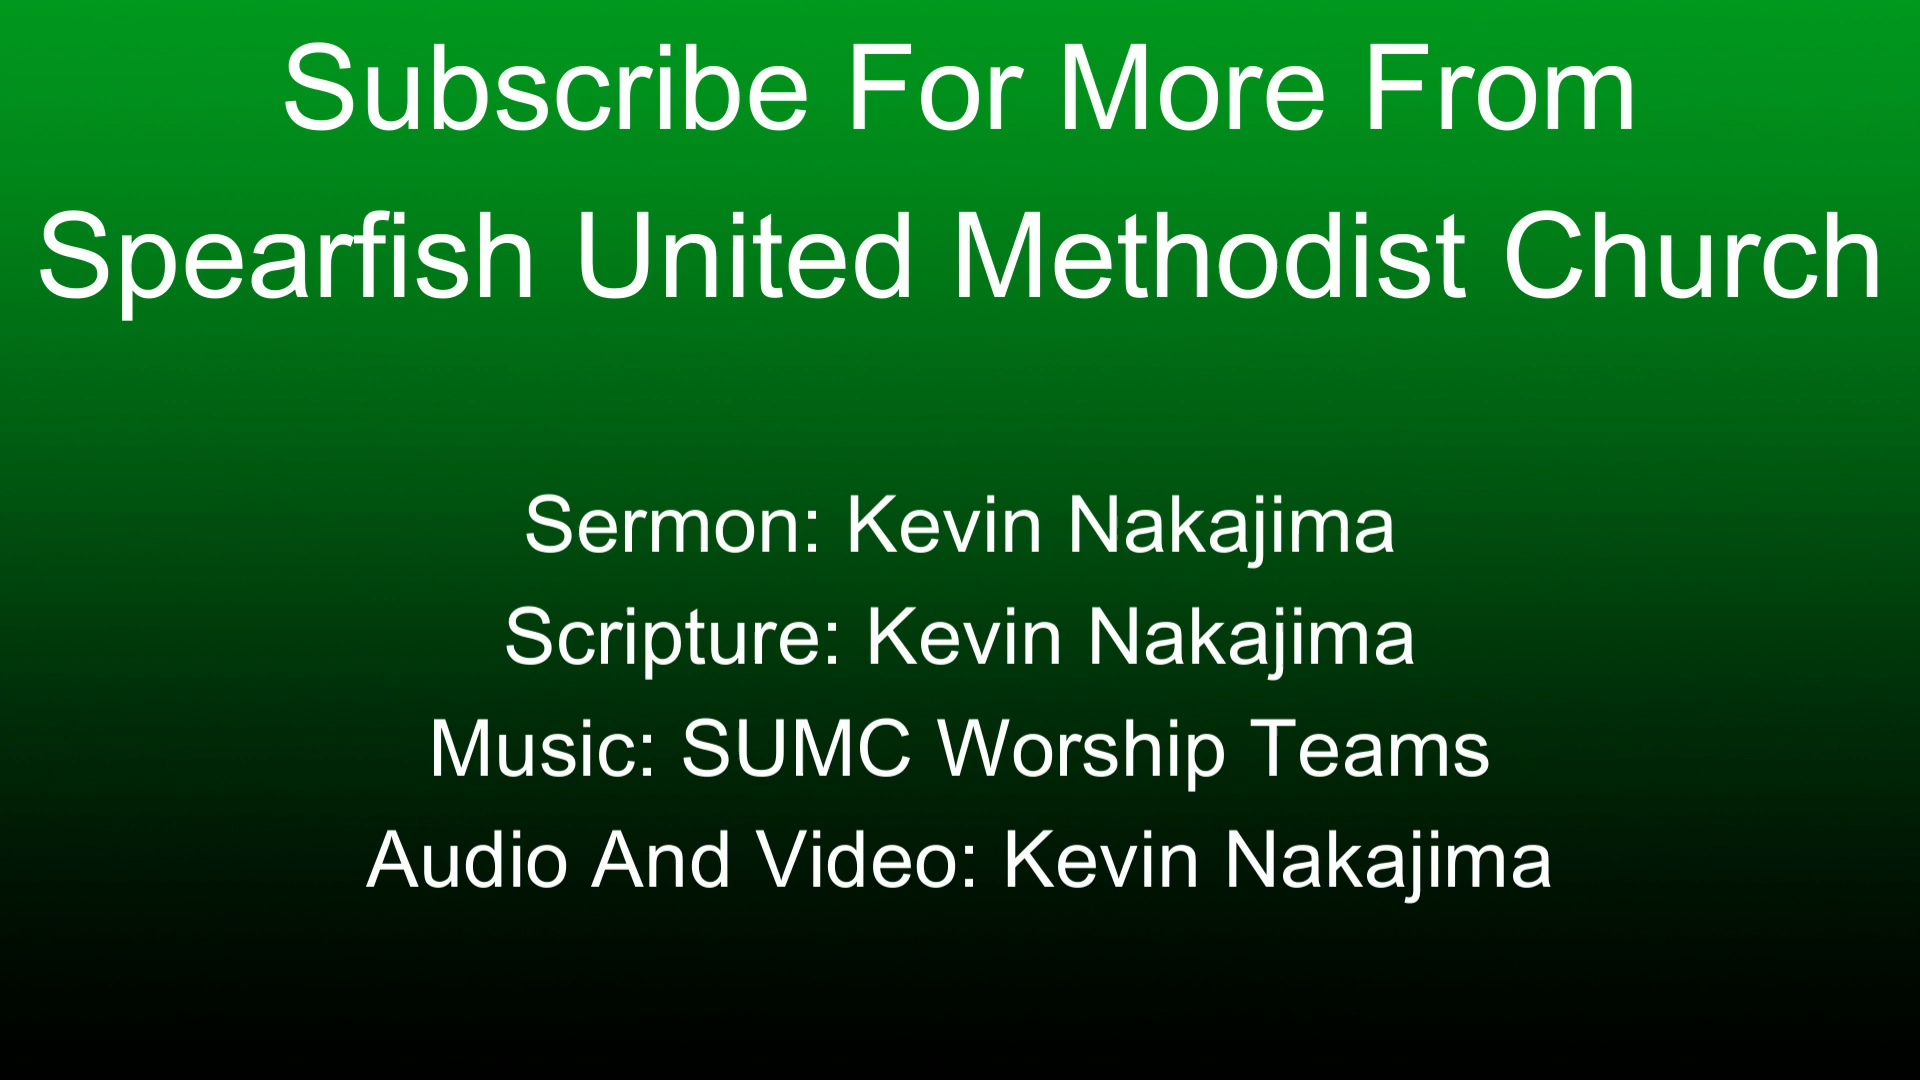 Subscribe For More From
Spearfish United Methodist Church
Sermon: Kevin Nakajima
Scripture: Kevin Nakajima
Music: SUMC Worship Teams
Audio And Video: Kevin Nakajima